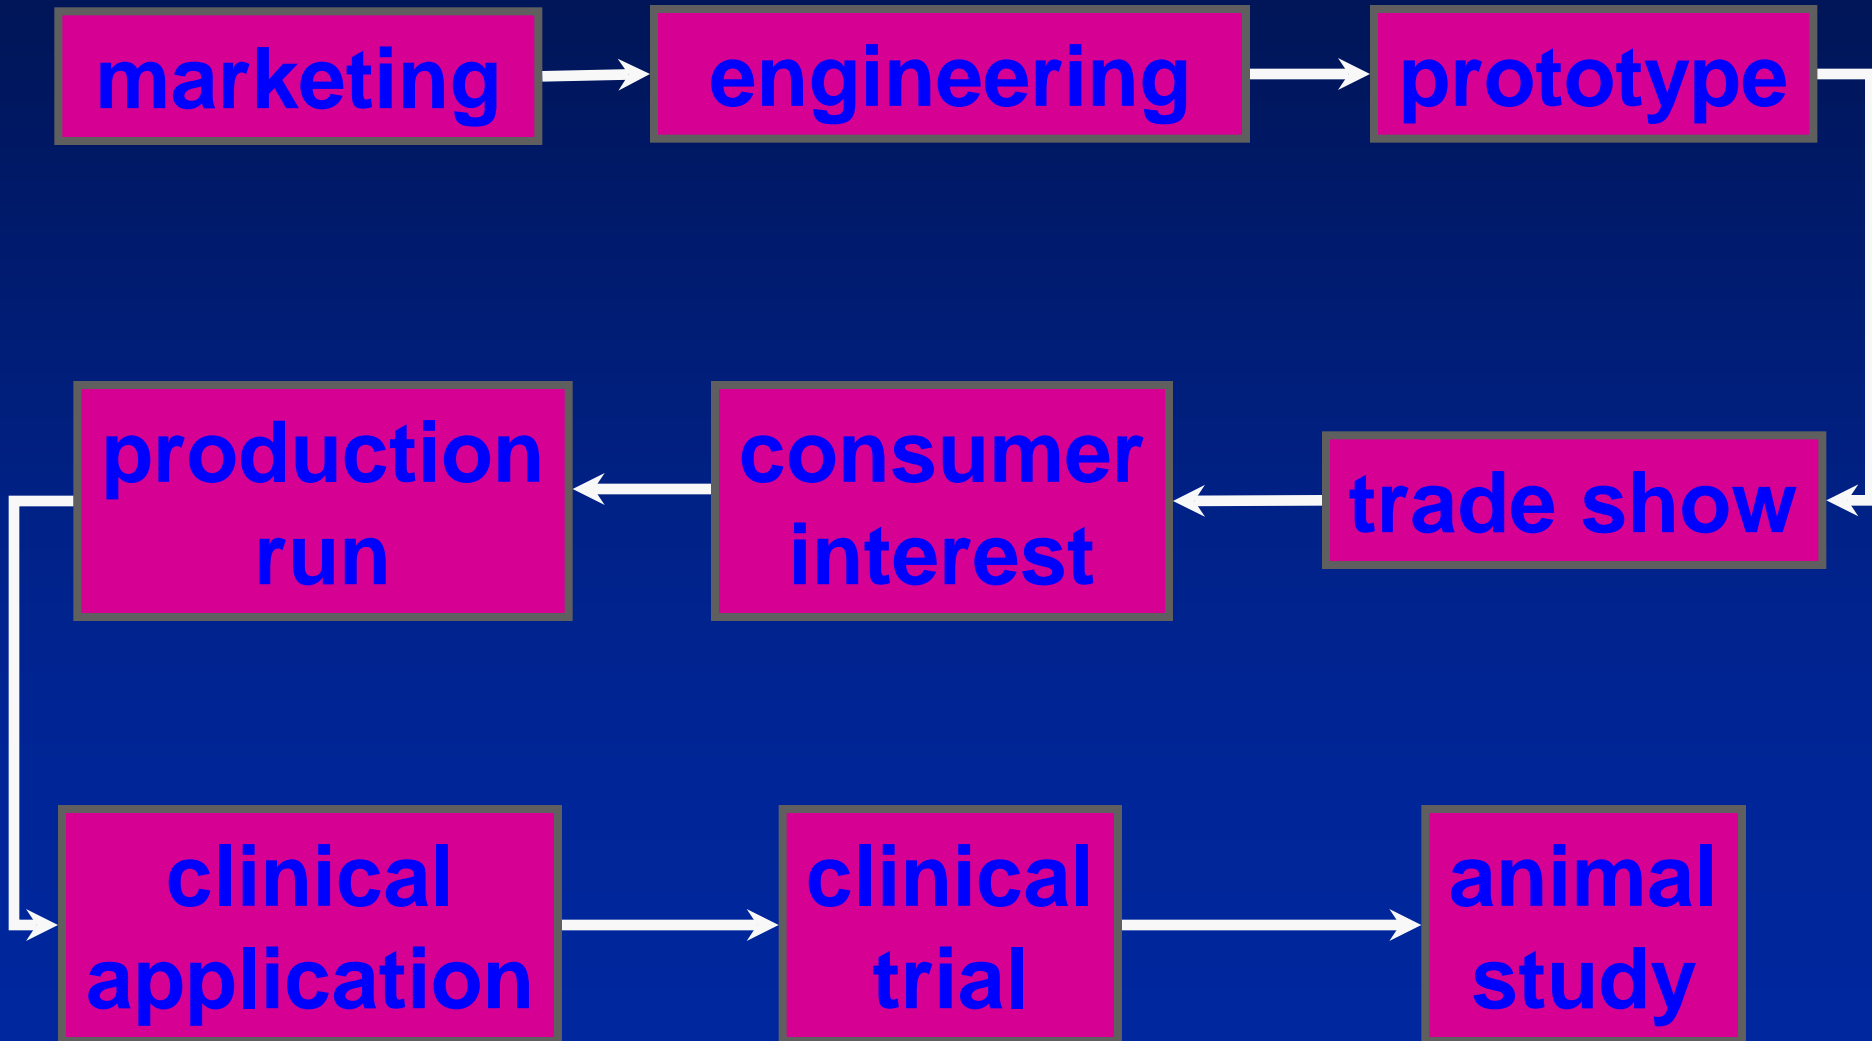 marketing
engineering
prototype
trade show
consumer
interest
production
run
clinical
application
clinical
trial
animal
study